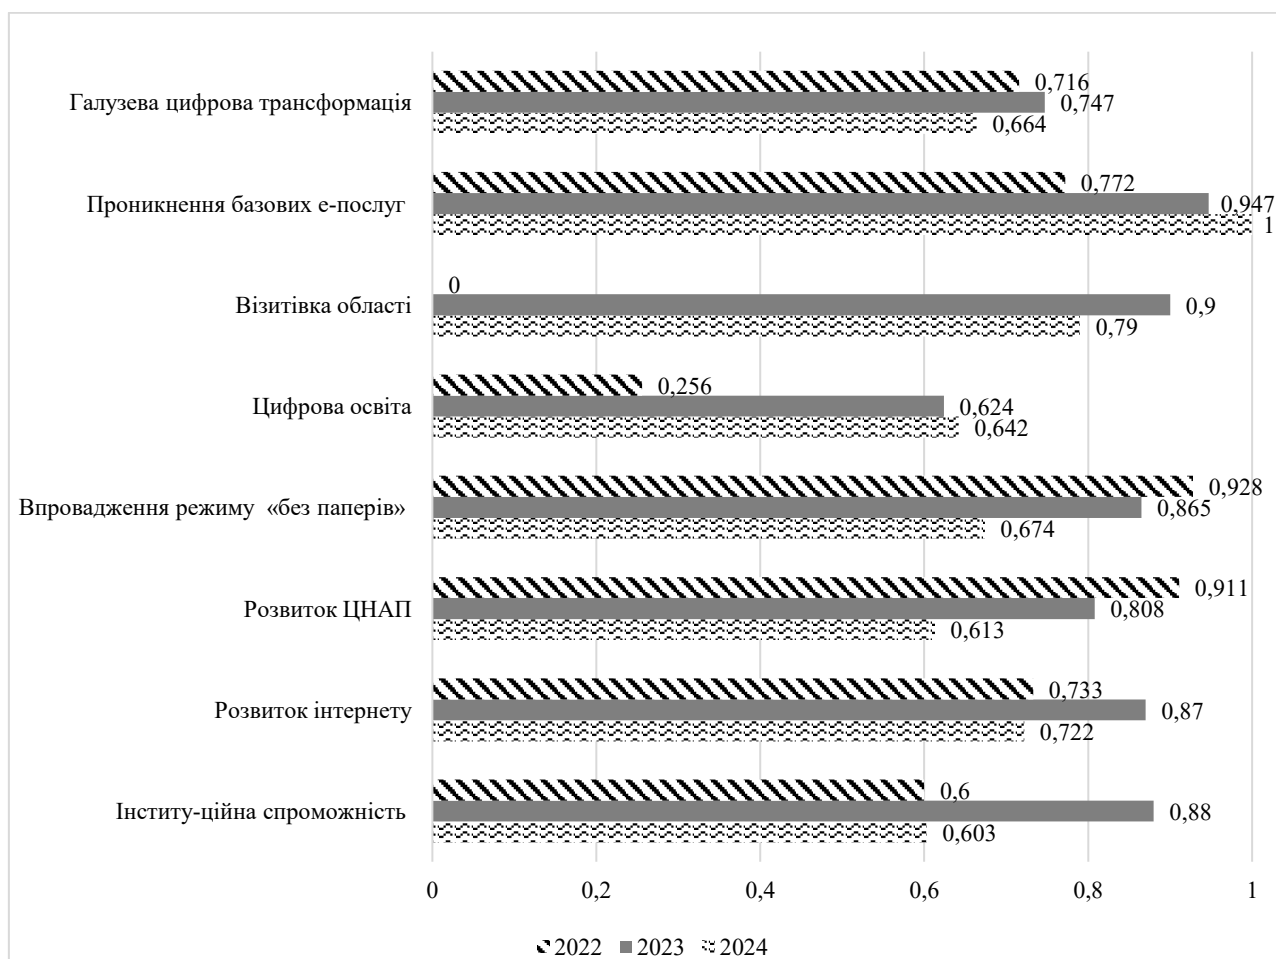 0,716
Галузева цифрова трансформація
0,747
0,664
0,772
Проникнення базових е-послуг
0,947
1
0
Візитівка області
0,9
0,79
0,256
Цифрова освіта
0,624
0,642
0,928
Впровадження режиму «без паперів»
0,865
0,674
0,911
Розвиток ЦНАП
0,808
0,613
0,733
Розвиток інтернету
0,87
0,722
0,6
Інститу-ційна спроможність
0,88
0,603
0 0,2 0,4 0,6 0,8 1
2022 2023 2024